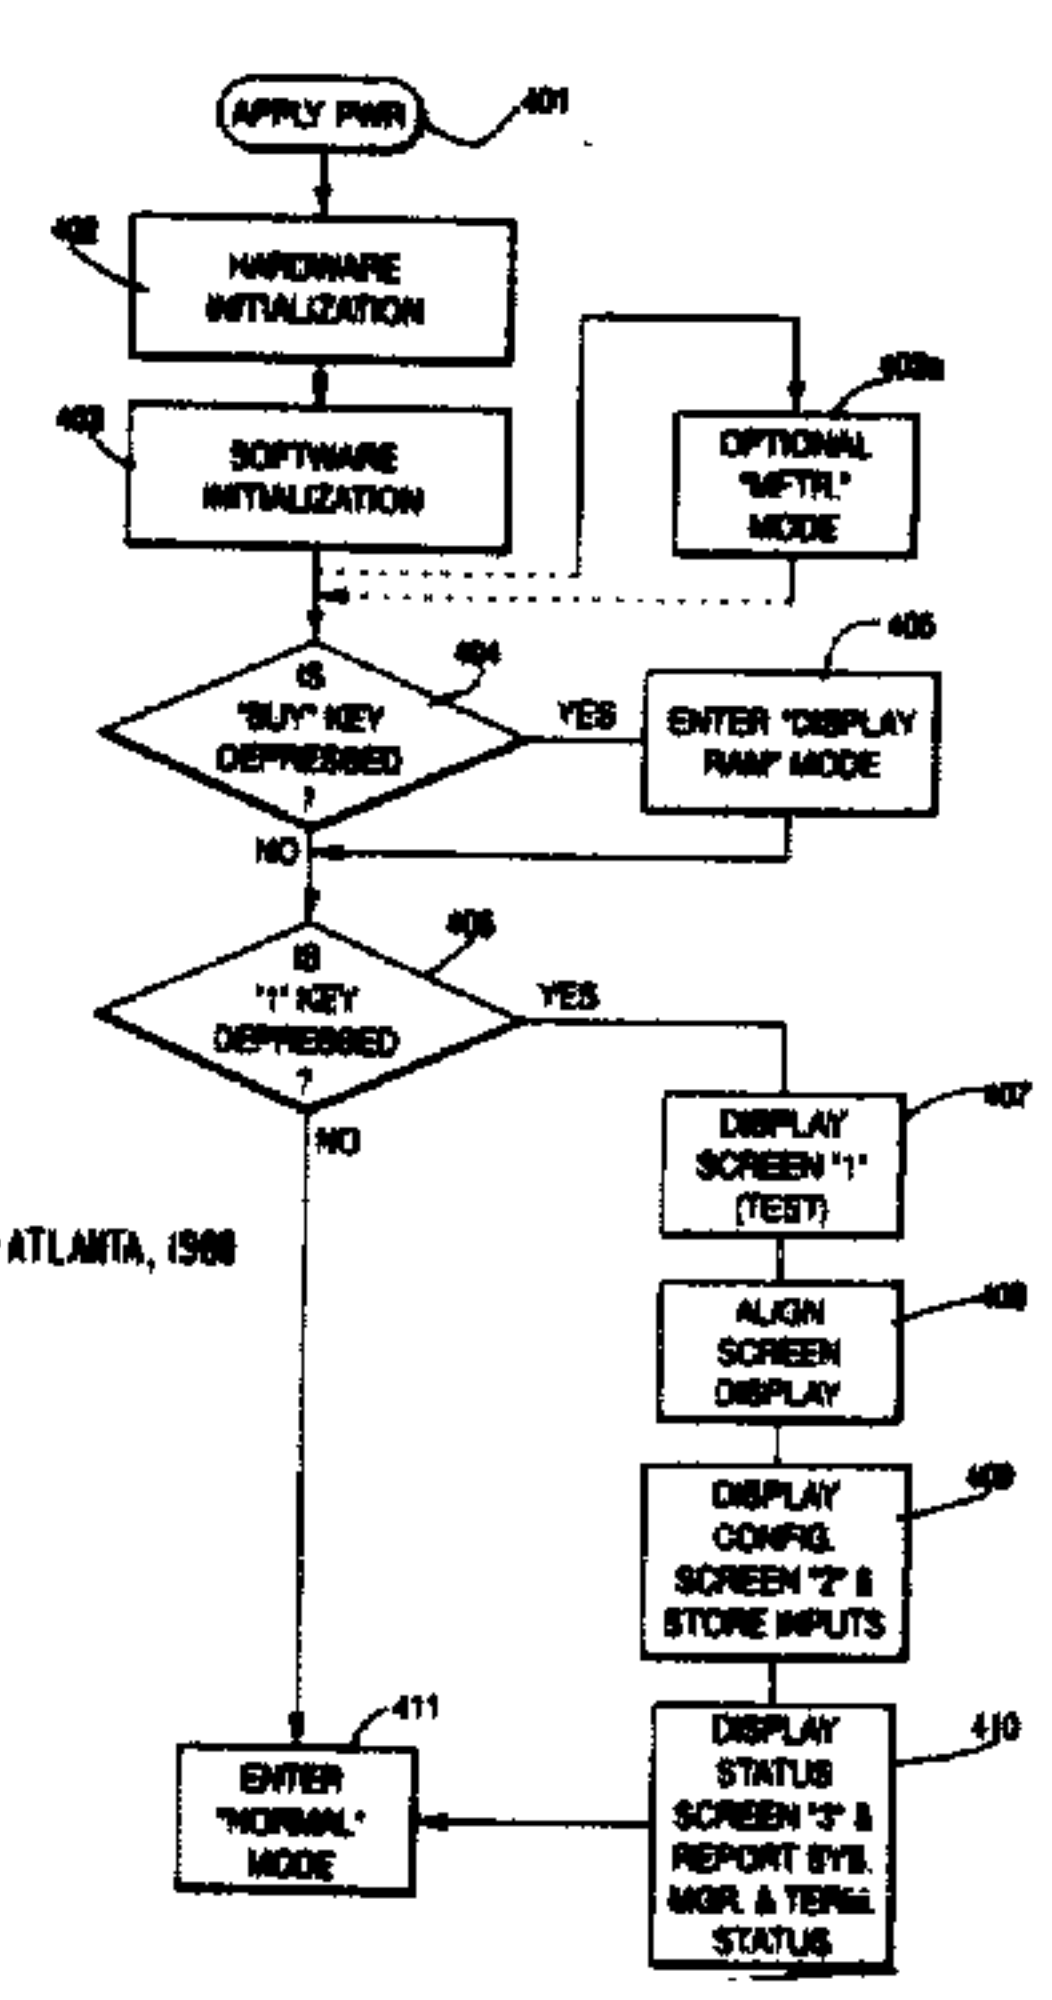 APPLY PWR
401
402
HARDWARE
INITIALIZATION
403
SOFTWARE
INITIALIZATION
403a
OPTIONAL
"MFTR."
MODE
404
IS
"BUY" KEY
DEPRESSED
?
YES
405
ENTER "DISPLAY
RAM" MODE
NO
406
IS
"1" KEY
DEPRESSED
?
YES
NO
407
DISPLAY
SCREEN "1"
(TEST)
ATLANTA,
408
ALIGN
SCREEN
DISPLAY
409
DISPLAY
CONFIG.
SCREEN "2" &
STORE INPUTS
411
ENTER
"NORMAL"
MODE
410
DISPLAY
STATUS
SCREEN "3" &
REPORT SYS.
MGR. & TERM.
STATUS